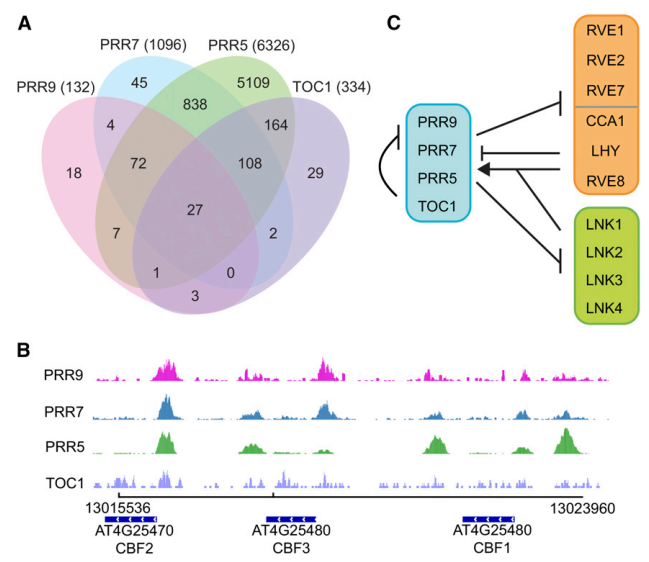 A
PRR7 (1096)
PRR5 (6326)
PRR9 (132)
TOC1 (334)
45
5109
838
4
164
18
72
108
29
27
7
2
1
0
3
C
PRR9
PRR7
PRR5
TOC1
RVE1
RVE2
RVE7
CCA1
LHY
RVE8
LNK1
LNK2
LNK3
LNK4
B
PRR9
PRR7
PRR5
TOC1
13015536
13023960
AT4G25470
AT4G25480
AT4G25480
CBF2
CBF3
CBF1